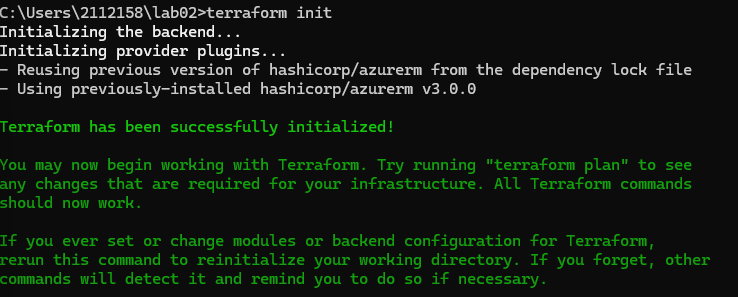 C:\Users\2112158\lab02>terraform init
Initializing the backend...
Initializing provider plugins...
- Reusing previous version of hashicorp/azurerm from the dependency lock file
- Using previously-installed hashicorp/azurerm v3.0.0
Terraform has been successfully initialized!
You may now begin working with Terraform. Try running "terraform plan" to see
any changes that are required for your infrastructure. All Terraform commands
should now work.
If you ever set or change modules or backend configuration for Terraform,
rerun this command to reinitialize your working directory. If you forget, other
commands will detect it and remind you to do so if necessary.